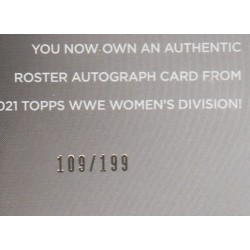 YOU NOW OWN AN AUTHENTIC
ROSTER AUTOGRAPH CARD FROM
021 TOPPS WWE WOMEN'S DIVISION!
109/199